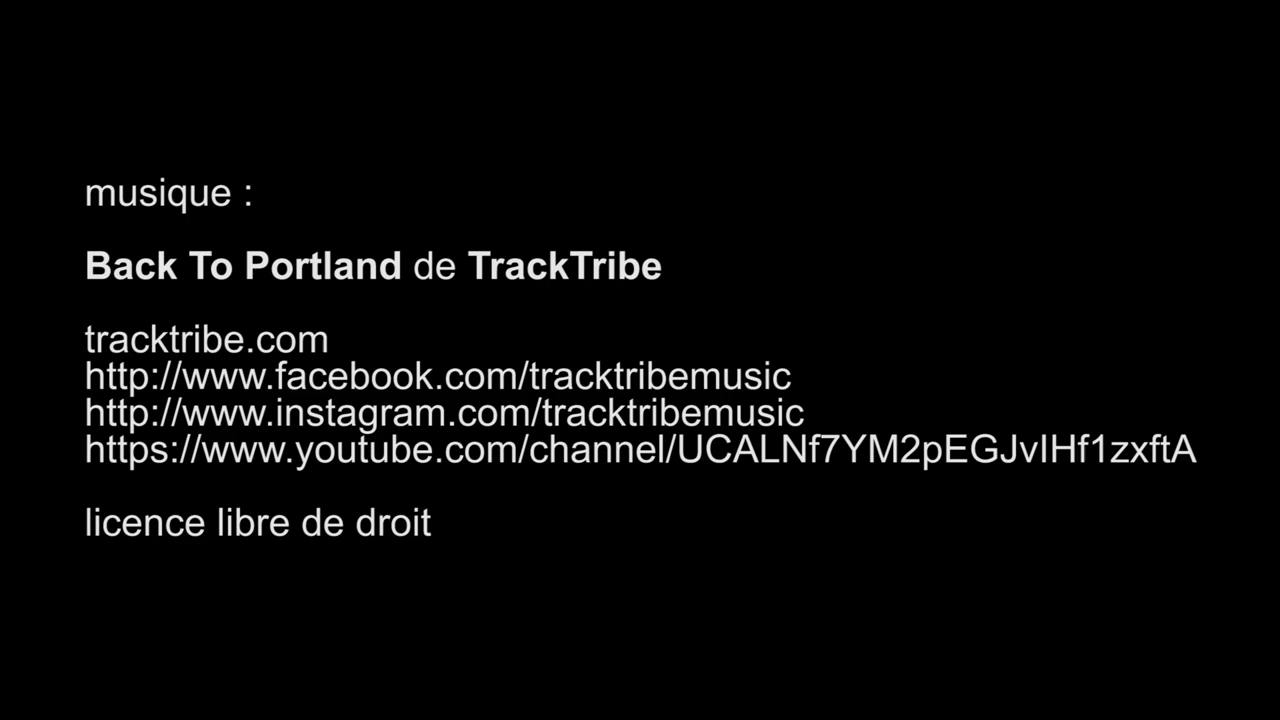 musique :
Back To Portland de TrackTribe
tracktribe.com
http://www.facebook.com/tracktribemusic
http://www.instagram.com/tracktribemusic
https://www.youtube.com/channel/UCALNf7YM2pEGJvIHf1zxftA
licence libre de droit